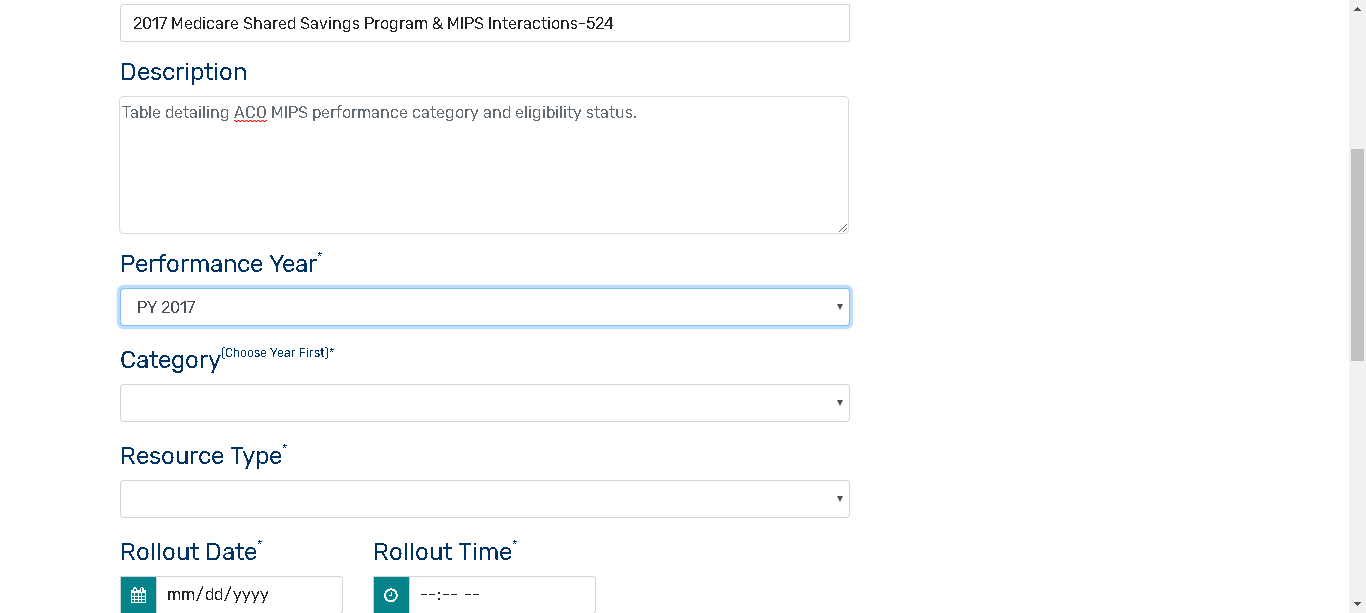 2017 Medicare Shared Savings Program & MIPS Interactions-524
Description
Table detailing ACO MIPS performance category and eligibility status.
Performance Year*
PY 2017
Category(Choose Year First)*
Resource Type*
Rollout Date* Rollout Time*
mm/dd/yyyy --:-- --